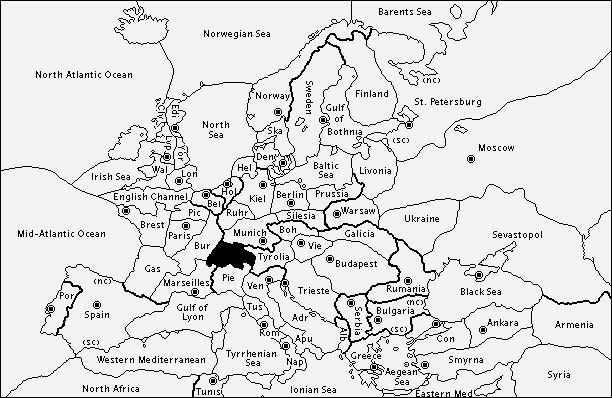 Barents Sea
Norwegian Sea
North Atlantic Ocean
(nc)
Norway
Sweden
Finland
St. Petersburg
Gulf
of
Bothnia
Cly
Edi
North
Sea
Ska
(sc)
Moscow
Lvp
Yor
Den
Baltic
Sea
Livonia
Irish Sea
Wal
Lon
Hel
Hol
Kiel
Berlin
Prussia
English Channel
Bel
Ruhr
Silesia
Warsaw
Ukraine
Mid-Atlantic Ocean
Brest
Pic
Paris
Bur
Munich
Boh
Galicia
Vie
Sevastopol
Tyrolia
Budapest
Gas
Marseilles
Pie
Ven
Trieste
Rumania
Black Sea
(nc)
Por
Spain
Gulf of
Lyon
Tus
Adr
Serbia
(nc)
Bulgaria
(sc)
Ankara
Armenia
(sc)
Rom
Apu
Alb
Con
Western Mediterranean
Tyrrhenian
Sea
Nap
Greece
Aegean
Sea
Smyrna
Syria
North Africa
Tunis
Ionian Sea
Eastern Med